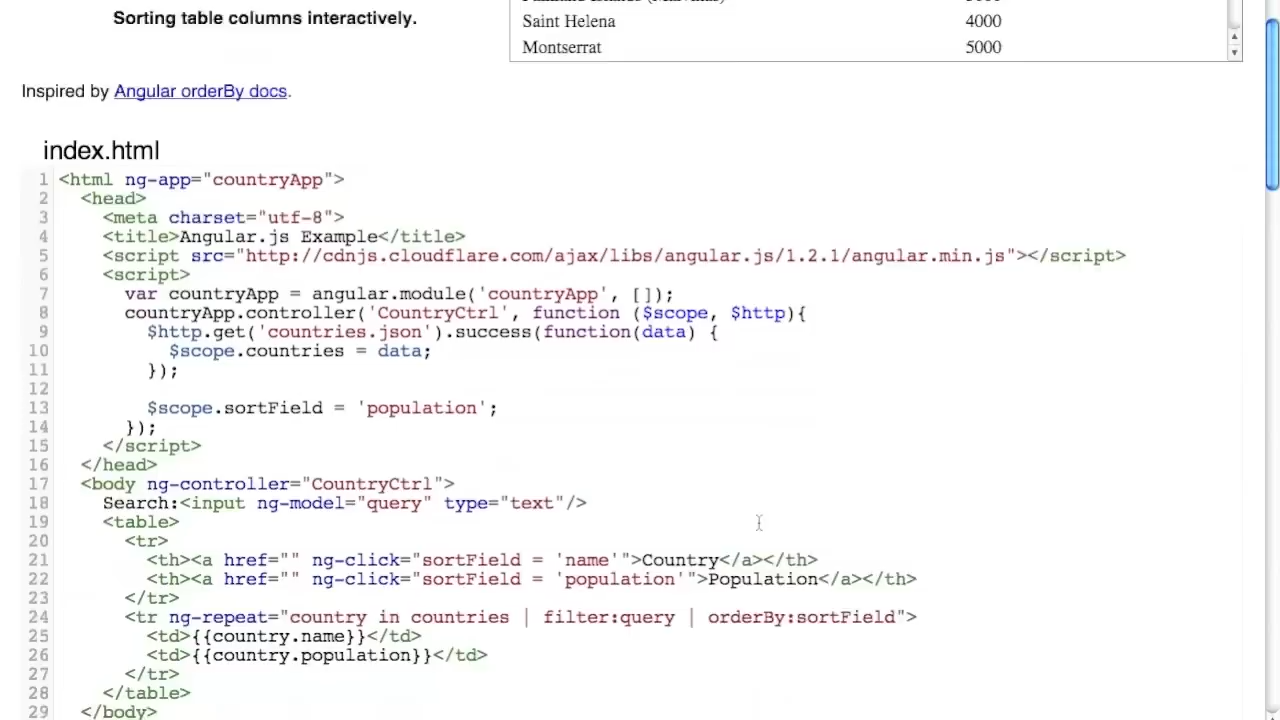 Sorting table columns interactively.
Saint Helena 4000
Montserrat 5000
Inspired by Angular orderBy docs.
index.html
1 <html ng-app="countryApp">
2 <head>
3 <meta charset="utf-8">
4 <title>Angular.js Example</title>
5 <script src="http://cdnjs.cloudflare.com/ajax/libs/angular.js/1.2.1/angular.min.js"></script>
6 <script>
7 var countryApp = angular.module('countryApp', []);
8 countryApp.controller('CountryCtrl', function ($scope, $http){
9 $http.get('countries.json').success(function(data) {
10 $scope.countries = data;
11 });
12
13 $scope.sortField = 'population';
14 });
15 </script>
16 </head>
17 <body ng-controller="CountryCtrl">
18 Search:<input ng-model="query" type="text"/>
19 <table>
20 <tr>
21 <th><a href="" ng-click="sortField = 'name'">Country</a></th>
22 <th><a href="" ng-click="sortField = 'population'">Population</a></th>
23 </tr>
24 <tr ng-repeat="country in countries | filter:query | orderBy:sortField">
25 <td>{{country.name}}</td>
26 <td>{{country.population}}</td>
27 </tr>
28 </table>
29 </body>